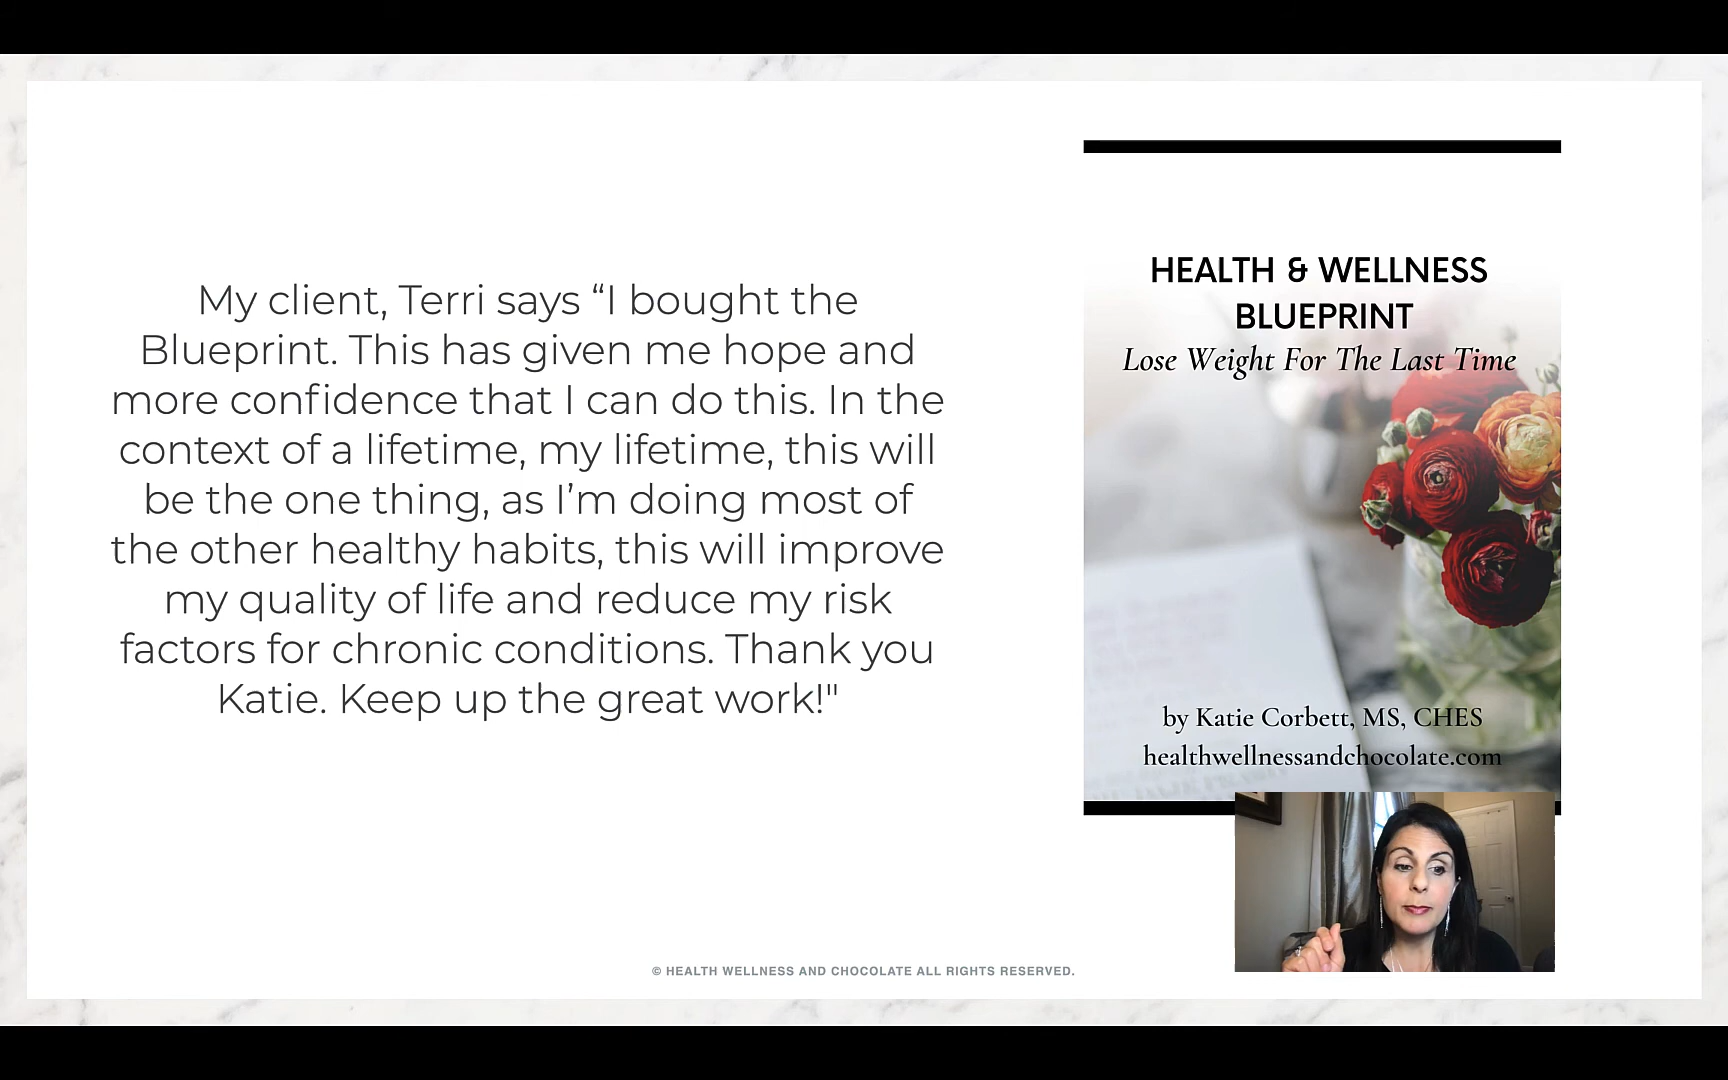 My client, Terri says “I bought the
Blueprint. This has given me hope and
more confidence that I can do this. In the
context of a lifetime, my lifetime, this will
be the one thing, as I’m doing most of
the other healthy habits, this will improve
my quality of life and reduce my risk
factors for chronic conditions. Thank you
Katie. Keep up the great work!"
HEALTH & WELLNESS
BLUEPRINT
Lose Weight For The Last Time
by Katie Corbett, MS, CHES
healthwellnessandchocolate.com
© HEALTH WELLNESS AND CHOCOLATE ALL RIGHTS RESERVED.